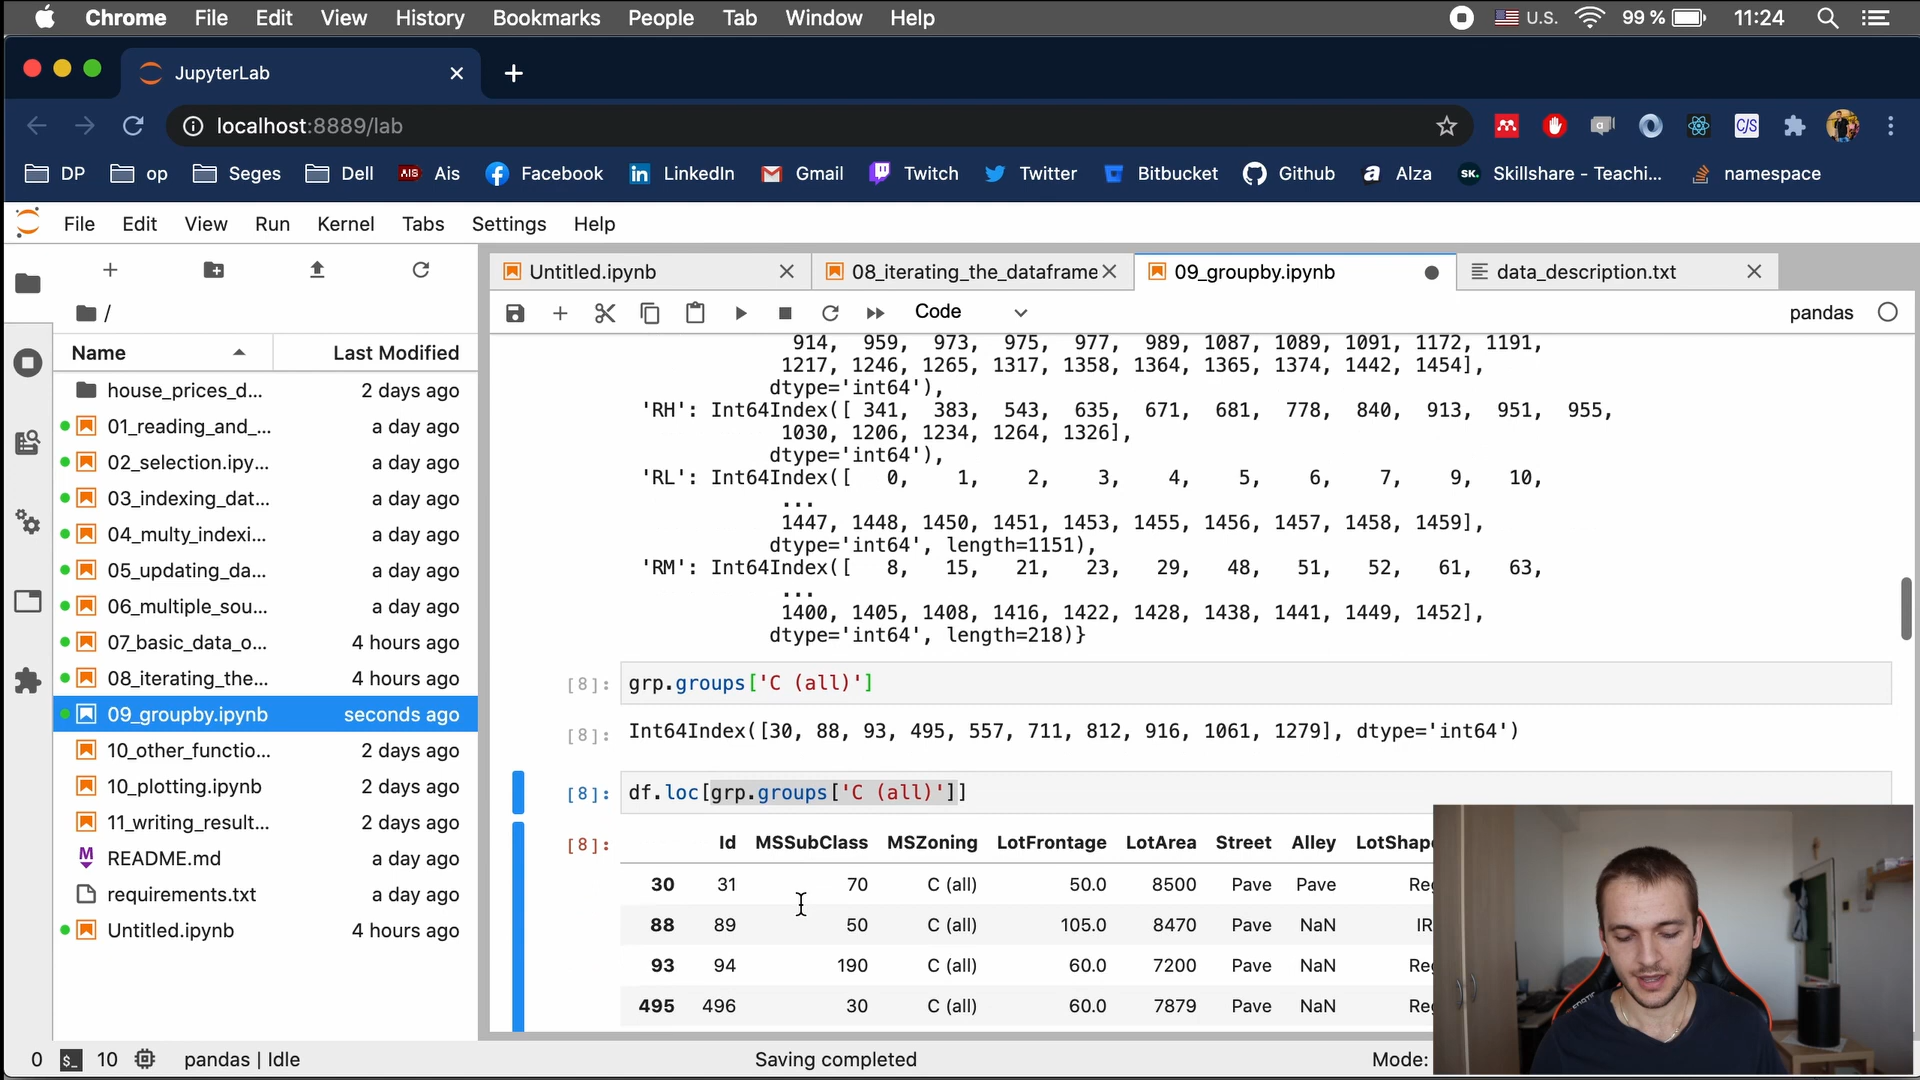 Chrome File Edit View History Bookmarks People Tab Window Help U.S. 99 % 11:24
JupyterLab
localhost:8889/lab
DP op Seges Dell Ais Facebook LinkedIn Gmail Twitch Twitter Bitbucket Github Alza Skillshare - Teachi... namespace
File Edit View Run Kernel Tabs Settings Help
Untitled.ipynb 08_iterating_the_dataframe 09_groupby.ipynb data_description.txt
/
Code pandas
Name Last Modified
house_prices_d... 2 days ago
01_reading_and_... a day ago
02_selection.ipy... a day ago
03_indexing_dat... a day ago
04_multy_indexi... a day ago
05_updating_da... a day ago
06_multiple_sou... a day ago
07_basic_data_o... 4 hours ago
08_iterating_the... 4 hours ago
09_groupby.ipynb seconds ago
10_other_functio... 2 days ago
10_plotting.ipynb 2 days ago
11_writing_result... 2 days ago
README.md a day ago
requirements.txt a day ago
Untitled.ipynb 4 hours ago
914, 959, 973, 975, 977, 989, 1087, 1089, 1091, 1172, 1191,
1217, 1246, 1265, 1317, 1358, 1364, 1365, 1374, 1442, 1454],
dtype='int64'),
'RH': Int64Index([ 341, 383, 543, 635, 671, 681, 778, 840, 913, 951, 955,
1030, 1206, 1234, 1264, 1326],
dtype='int64'),
'RL': Int64Index([ 0, 1, 2, 3, 4, 5, 6, 7, 9, 10,
...
1447, 1448, 1450, 1451, 1453, 1455, 1456, 1457, 1458, 1459],
dtype='int64', length=1151),
'RM': Int64Index([ 8, 15, 21, 23, 29, 48, 51, 52, 61, 63,
...
1400, 1405, 1408, 1416, 1422, 1428, 1438, 1441, 1449, 1452],
dtype='int64', length=218)}
[8]: grp.groups['C (all)']
[8]: Int64Index([30, 88, 93, 495, 557, 711, 812, 916, 1061, 1279], dtype='int64')
[8]: df.loc[grp.groups['C (all)']]
[8]: Id MSSubClass MSZoning LotFrontage LotArea Street Alley LotShape
30 31 70 C (all) 50.0 8500 Pave Pave Reg
88 89 50 C (all) 105.0 8470 Pave NaN IR
93 94 190 C (all) 60.0 7200 Pave NaN Reg
495 496 30 C (all) 60.0 7879 Pave NaN Reg
0 10 pandas | Idle Saving completed Mode: